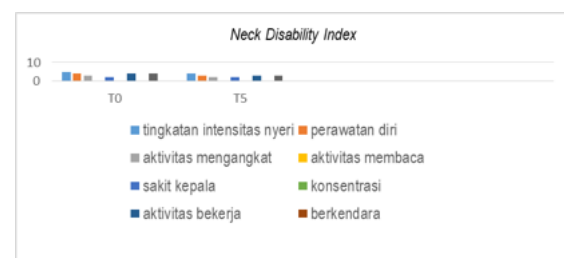 Neck Disability Index
10
0
T0 T5
tingkatan intensitas nyeri perawatan diri
aktivitas mengangkat aktivitas membaca
sakit kepala konsentrasi
aktivitas bekerja berkendara